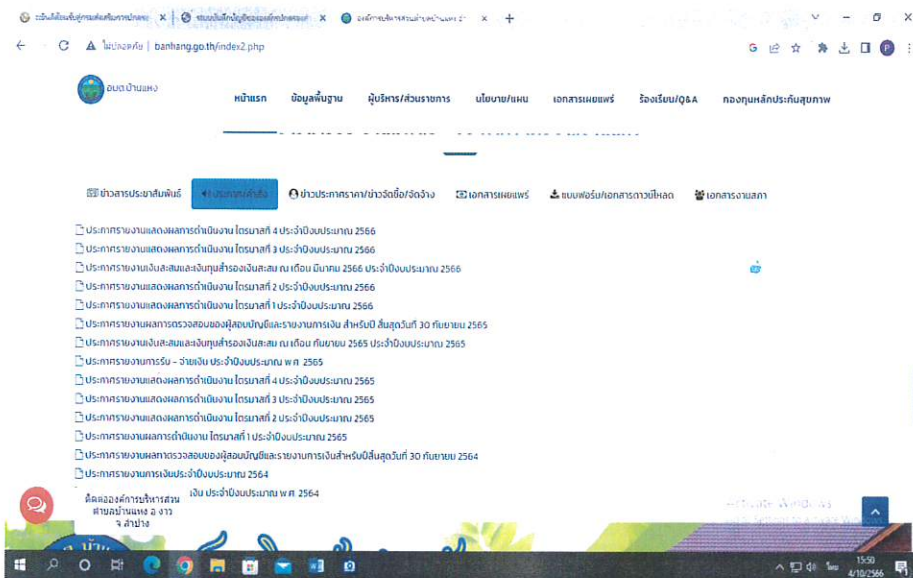 องค์การบริหารส่วนตำบลบ้านแหง
ไม่ปลอดภัย | banhang.go.th/index2.php
อบต.บ้านแหง
หน้าแรก ข้อมูลพื้นฐาน ผู้บริหาร/ส่วนราชการ นโยบาย/แผน เอกสารเผยแพร่ ร้องเรียน/Q&A กองทุนหลักประกันสุขภาพ
ข่าวสารประชาสัมพันธ์ ประกาศ/คำสั่ง ข่าวประกาศราคา/ข่าวจัดซื้อ/จัดจ้าง เอกสารเผยแพร่ แบบฟอร์ม/เอกสารดาวน์โหลด เอกสารงานสภา
ประกาศรายงานแสดงผลการดำเนินงาน ไตรมาสที่ 4 ประจำปีงบประมาณ 2566
ประกาศรายงานแสดงผลการดำเนินงาน ไตรมาสที่ 3 ประจำปีงบประมาณ 2566
ประกาศรายงานเงินสะสมและเงินทุนสำรองเงินสะสม ณ เดือน มีนาคม 2566 ประจำปีงบประมาณ 2566
ประกาศรายงานแสดงผลการดำเนินงาน ไตรมาสที่ 2 ประจำปีงบประมาณ 2566
ประกาศรายงานแสดงผลการดำเนินงาน ไตรมาสที่ 1 ประจำปีงบประมาณ 2566
ประกาศรายงานผลการตรวจสอบของผู้สอบบัญชีและรายงานการเงิน สำหรับปี สิ้นสุดวันที่ 30 กันยายน 2565
ประกาศรายงานเงินสะสมและเงินทุนสำรองเงินสะสม ณ เดือน กันยายน 2565 ประจำปีงบประมาณ 2565
ประกาศรายงานการรับ - จ่ายเงิน ประจำปีงบประมาณ พ.ศ. 2565
ประกาศรายงานแสดงผลการดำเนินงาน ไตรมาสที่ 4 ประจำปีงบประมาณ 2565
ประกาศรายงานแสดงผลการดำเนินงาน ไตรมาสที่ 3 ประจำปีงบประมาณ 2565
ประกาศรายงานแสดงผลการดำเนินงาน ไตรมาสที่ 2 ประจำปีงบประมาณ 2565
ประกาศรายงานผลการดำเนินงาน ไตรมาสที่ 1 ประจำปีงบประมาณ 2565
ประกาศรายงานผลการตรวจสอบของผู้สอบบัญชีและรายงานการเงินสำหรับปีสิ้นสุดวันที่ 30 กันยายน 2564
ประกาศรายงานการเงินประจำปีงบประมาณ 2564
เงิน ประจำปีงบประมาณ พ.ศ. 2564
ติดต่อองค์การบริหารส่วน
ตำบลบ้านแหง อ.งาว
จ.ลำปาง
Activate Windows
ไทย
15:50
4/10/2566